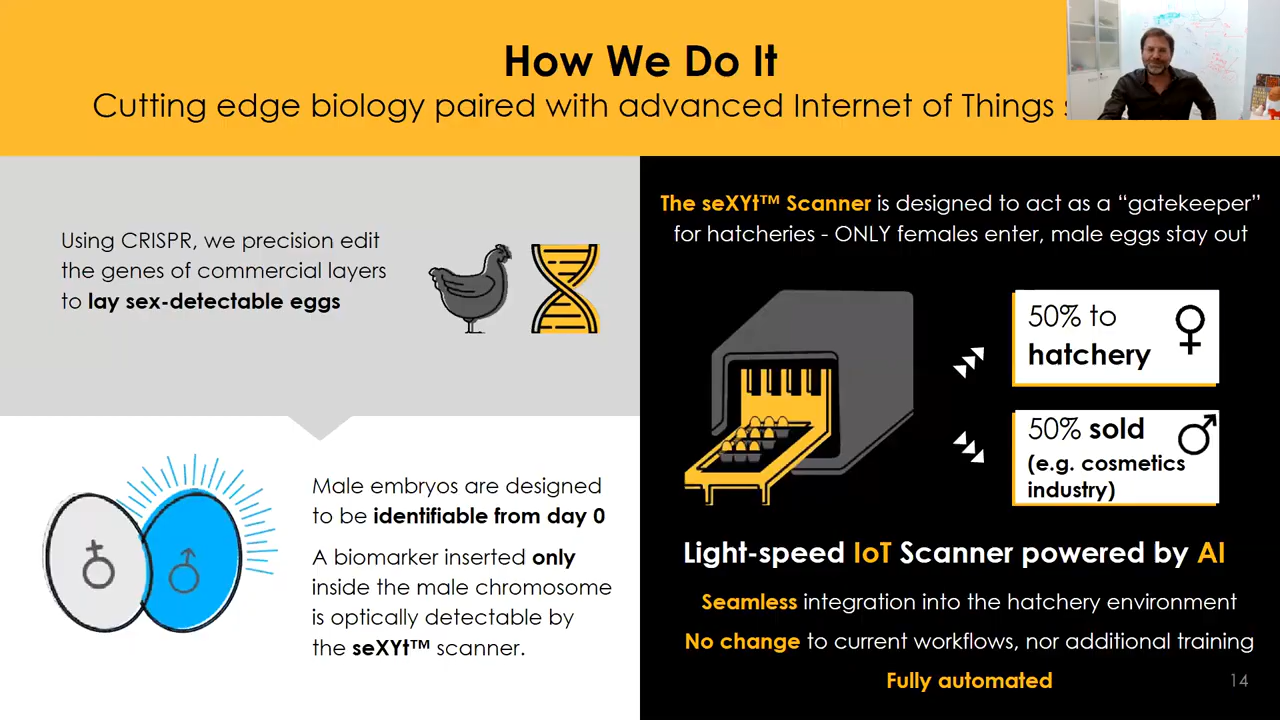 How We Do It
Cutting edge biology paired with advanced Internet of Things
Using CRISPR, we precision edit
the genes of commercial layers
to lay sex-detectable eggs
Male embryos are designed
to be identifiable from day 0
A biomarker inserted only
inside the male chromosome
is optically detectable by
the seXYt™ scanner.
The seXYt™ Scanner is designed to act as a “gatekeeper”
for hatcheries - ONLY females enter, male eggs stay out
50% to
hatchery
50% sold
(e.g. cosmetics
industry)
Light-speed IoT Scanner powered by AI
Seamless integration into the hatchery environment
No change to current workflows, nor additional training
Fully automated
14